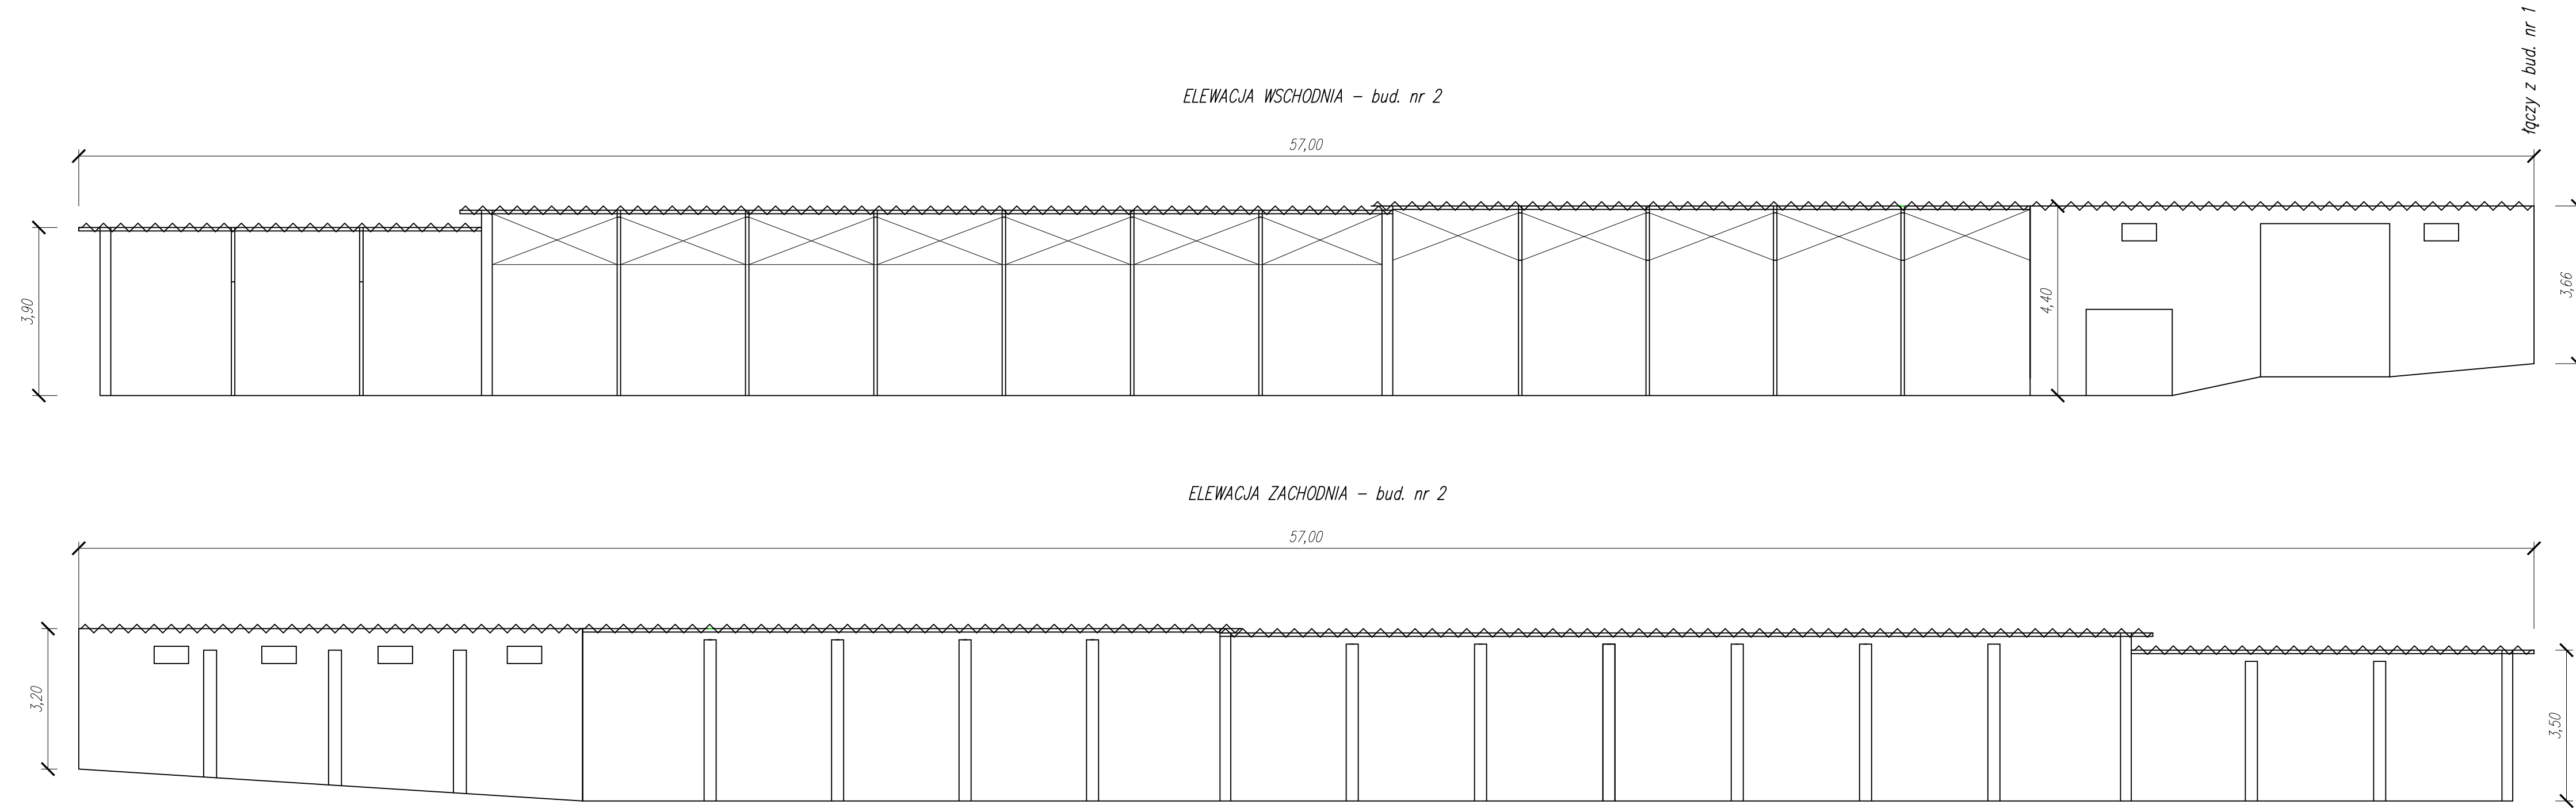 łączy z bud. nr 1
ELEWACJA WSCHODNIA – bud. nr 2
57,00
3,90
4,40
3,66
ELEWACJA ZACHODNIA – bud. nr 2
57,00
3,20
3,50